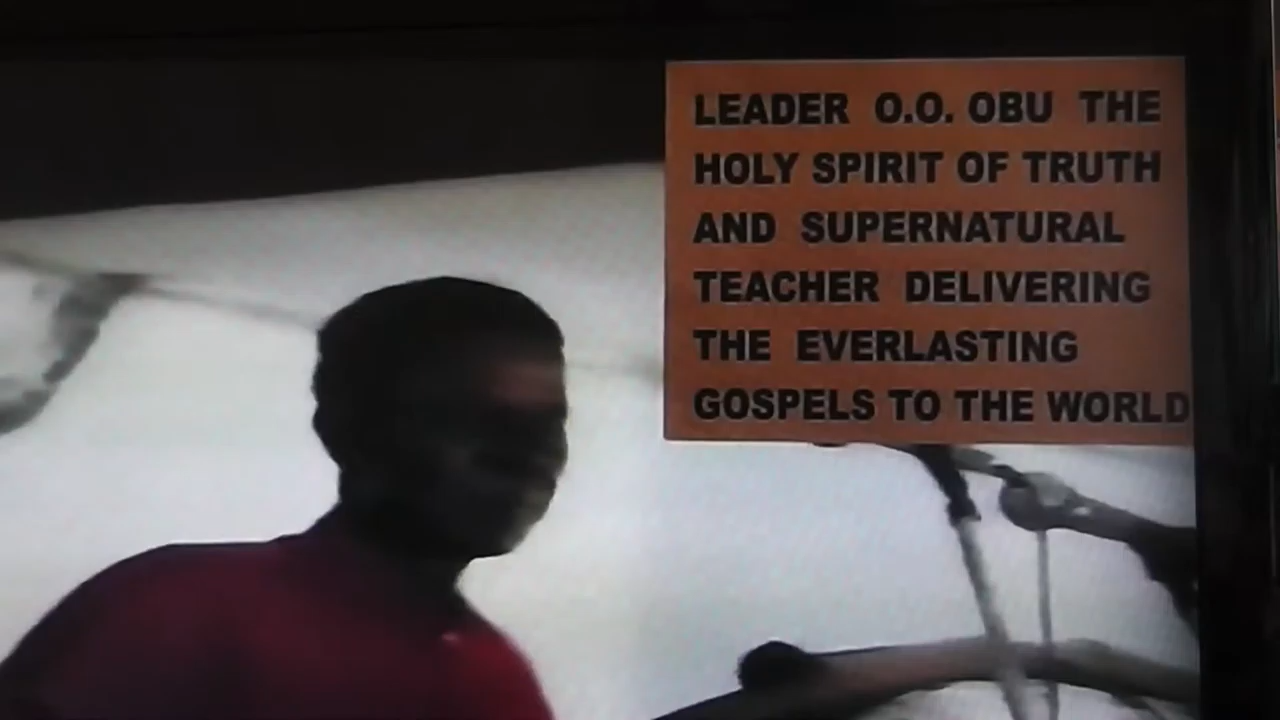 LEADER O.O. OBU THE
HOLY SPIRIT OF TRUTH
AND SUPERNATURAL
TEACHER DELIVERING
THE EVERLASTING
GOSPELS TO THE WORLD